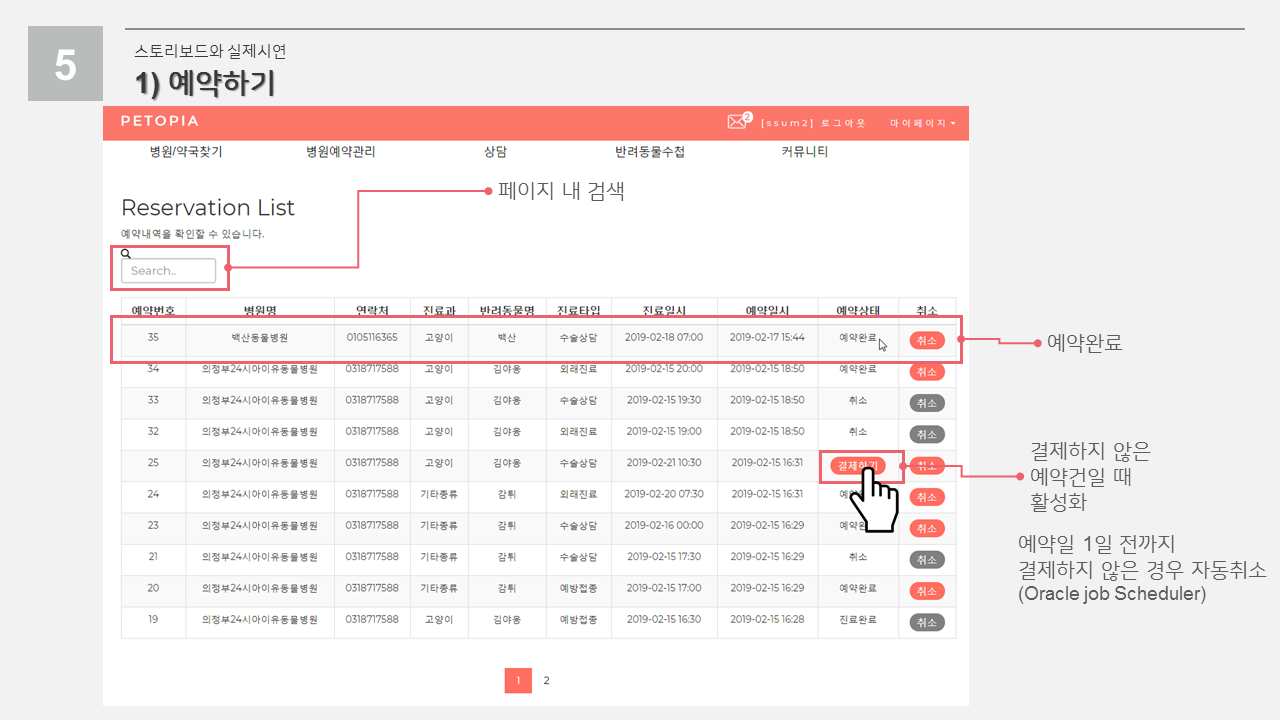 5
스토리보드와 실제시연
1) 예약하기
PETOPIA
2
[ssum2] 로그아웃 마이페이지
병원/약국찾기 병원예약관리 상담 반려동물수첩 커뮤니티
페이지 내 검색
Reservation List
예약내역을 확인할 수 있습니다.
Search..
예약번호 병원명 연락처 진료과 반려동물명 진료타입 진료일시 예약일시 예약상태 취소
35 백산동물병원 0105116365 고양이 백산 수술상담 2019-02-18 07:00 2019-02-17 15:44 예약완료 취소
예약완료
34 의정부24시아이유동물병원 0318717588 고양이 김야옹 외래진료 2019-02-15 20:00 2019-02-15 18:50 예약완료 취소
33 의정부24시아이유동물병원 0318717588 고양이 김야옹 수술상담 2019-02-15 19:30 2019-02-15 18:50 취소 취소
32 의정부24시아이유동물병원 0318717588 고양이 김야옹 외래진료 2019-02-15 19:00 2019-02-15 18:50 취소 취소
25 의정부24시아이유동물병원 0318717588 고양이 김야옹 수술상담 2019-02-21 10:30 2019-02-15 16:31 결제하기 취소
24 의정부24시아이유동물병원 0318717588 기타종류 감튀 외래진료 2019-02-20 07:30 2019-02-15 16:31 취소
23 의정부24시아이유동물병원 0318717588 기타종류 감튀 수술상담 2019-02-16 00:00 2019-02-15 16:29 취소
21 의정부24시아이유동물병원 0318717588 기타종류 감튀 수술상담 2019-02-15 17:30 2019-02-15 16:29 취소 취소
20 의정부24시아이유동물병원 0318717588 기타종류 감튀 예방접종 2019-02-15 17:00 2019-02-15 16:29 예약완료 취소
19 의정부24시아이유동물병원 0318717588 고양이 김야옹 예방접종 2019-02-15 16:30 2019-02-15 16:28 진료완료 취소
결제하지 않은
예약건일 때
활성화
예약일 1일 전까지
결제하지 않은 경우 자동취소
(Oracle job Scheduler)
1 2